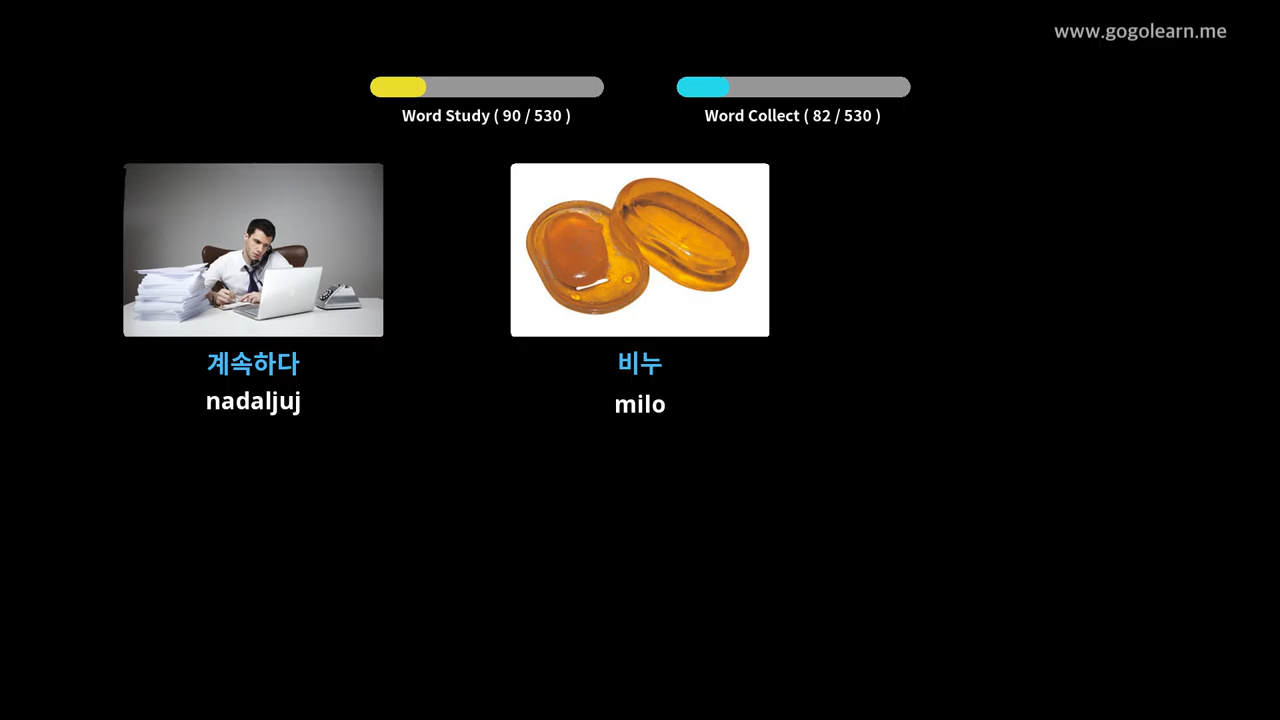 www.gogolearn.me
Word Study ( 90 / 530 )
Word Collect ( 82 / 530 )
계속하다
nadaljuj
비누
milo